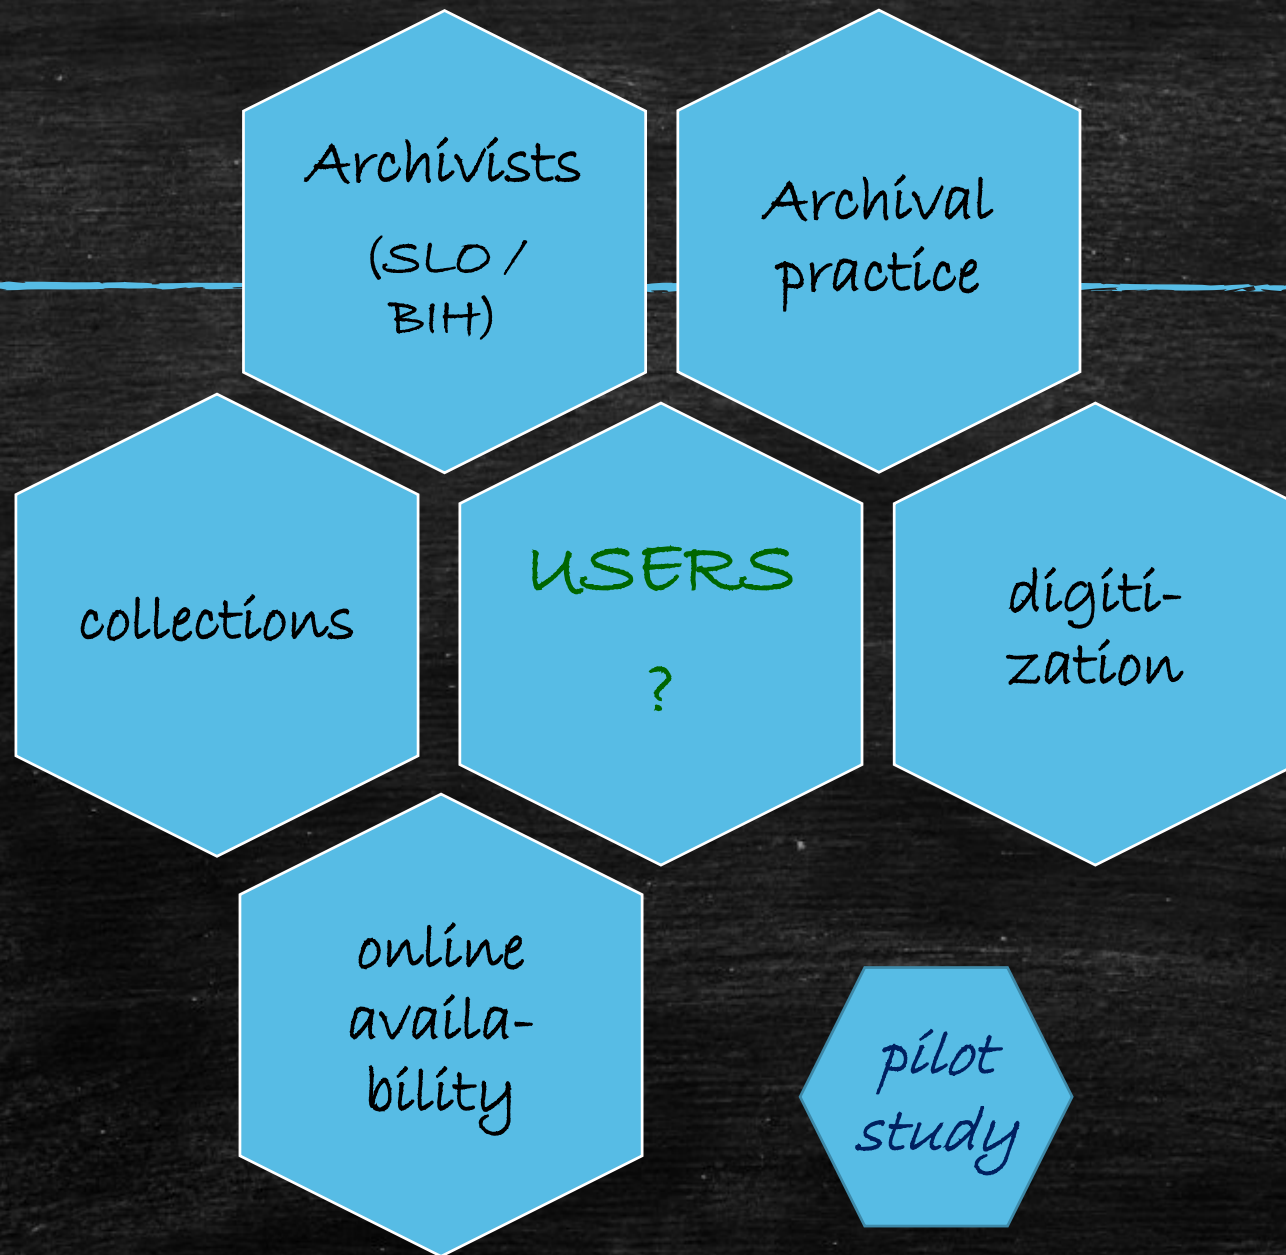 Archivists
(SLO /
BIH)
Archival
practice
collections
USERS
?
digiti-
zation
online
availa-
bility
pilot
study